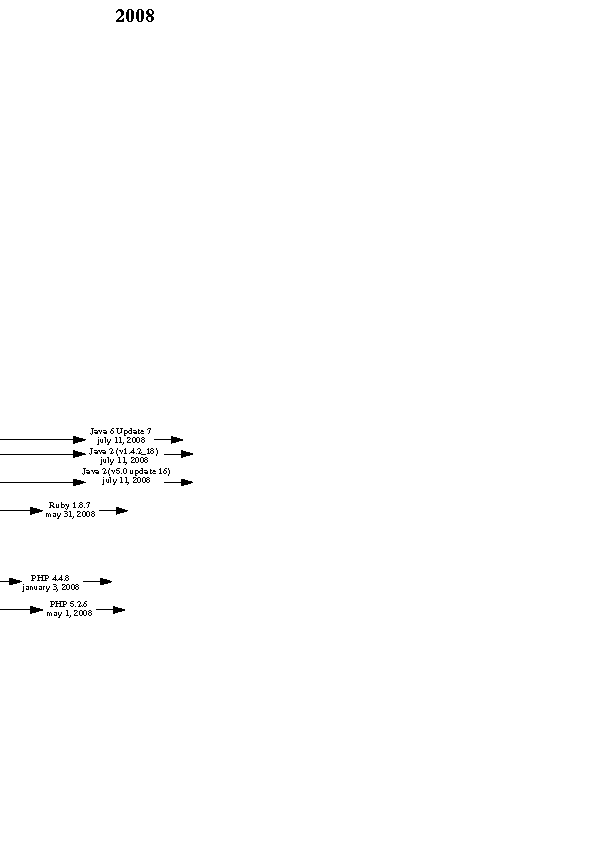 2008
Java 6 Update 7
july 11, 2008
Java 2 (v1.4.2_18)
july 11, 2008
Java 2 (v5.0 update 16)
july 11, 2008
Ruby 1.8.7
may 31, 2008
PHP 4.4.8
january 3, 2008
PHP 5.2.6
may 1, 2008